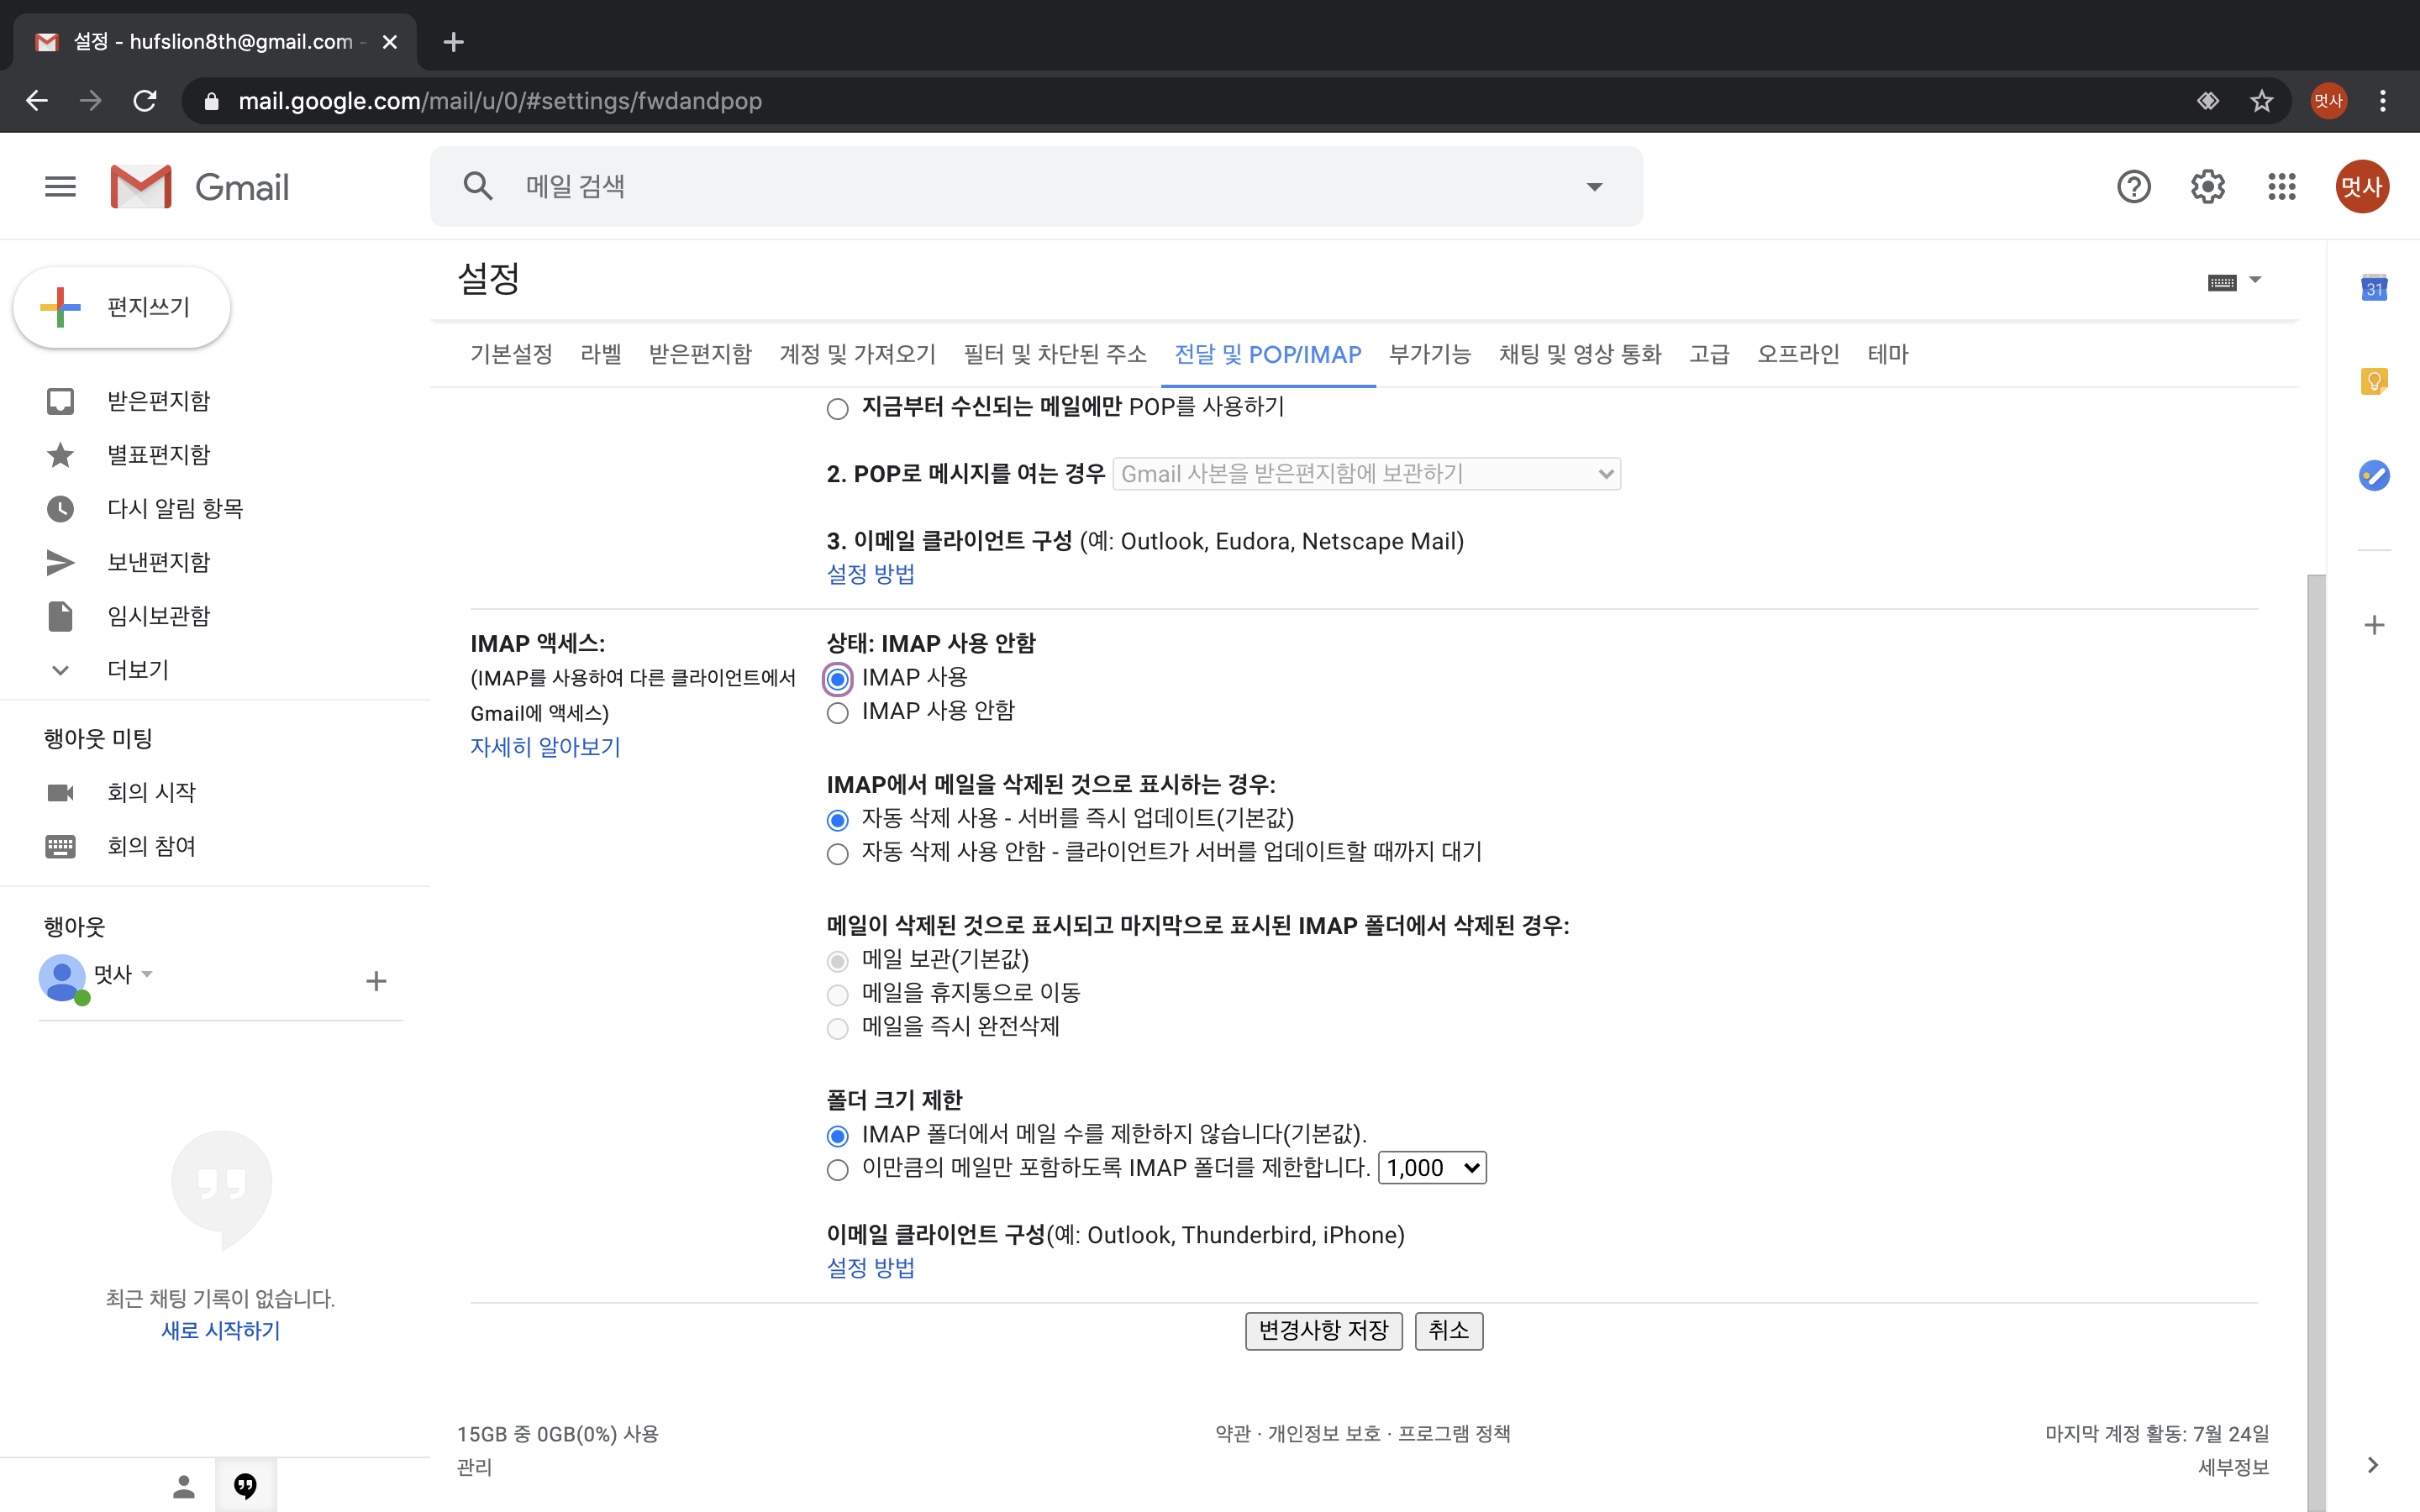 설정 - hufslion8th@gmail.com -
mail.google.com/mail/u/0/#settings/fwdandpop
멋사
Gmail
메일 검색
멋사
편지쓰기
받은편지함
별표편지함
다시 알림 항목
보낸편지함
임시보관함
더보기
행아웃 미팅
회의 시작
회의 참여
행아웃
멋사
최근 채팅 기록이 없습니다.
새로 시작하기
설정
기본설정 라벨 받은편지함 계정 및 가져오기 필터 및 차단된 주소 전달 및 POP/IMAP 부가기능 채팅 및 영상 통화 고급 오프라인 테마
지금부터 수신되는 메일에만 POP를 사용하기
2. POP로 메시지를 여는 경우 Gmail 사본을 받은편지함에 보관하기
3. 이메일 클라이언트 구성 (예: Outlook, Eudora, Netscape Mail)
설정 방법
IMAP 액세스:
(IMAP를 사용하여 다른 클라이언트에서
Gmail에 액세스)
자세히 알아보기
상태: IMAP 사용 안함
IMAP 사용
IMAP 사용 안함
IMAP에서 메일을 삭제된 것으로 표시하는 경우:
자동 삭제 사용 - 서버를 즉시 업데이트(기본값)
자동 삭제 사용 안함 - 클라이언트가 서버를 업데이트할 때까지 대기
메일이 삭제된 것으로 표시되고 마지막으로 표시된 IMAP 폴더에서 삭제된 경우:
메일 보관(기본값)
메일을 휴지통으로 이동
메일을 즉시 완전삭제
폴더 크기 제한
IMAP 폴더에서 메일 수를 제한하지 않습니다(기본값).
이만큼의 메일만 포함하도록 IMAP 폴더를 제한합니다. 1,000
이메일 클라이언트 구성(예: Outlook, Thunderbird, iPhone)
설정 방법
변경사항 저장 취소
15GB 중 0GB(0%) 사용
관리
약관 · 개인정보 보호 · 프로그램 정책
마지막 계정 활동: 7월 24일
세부정보
31